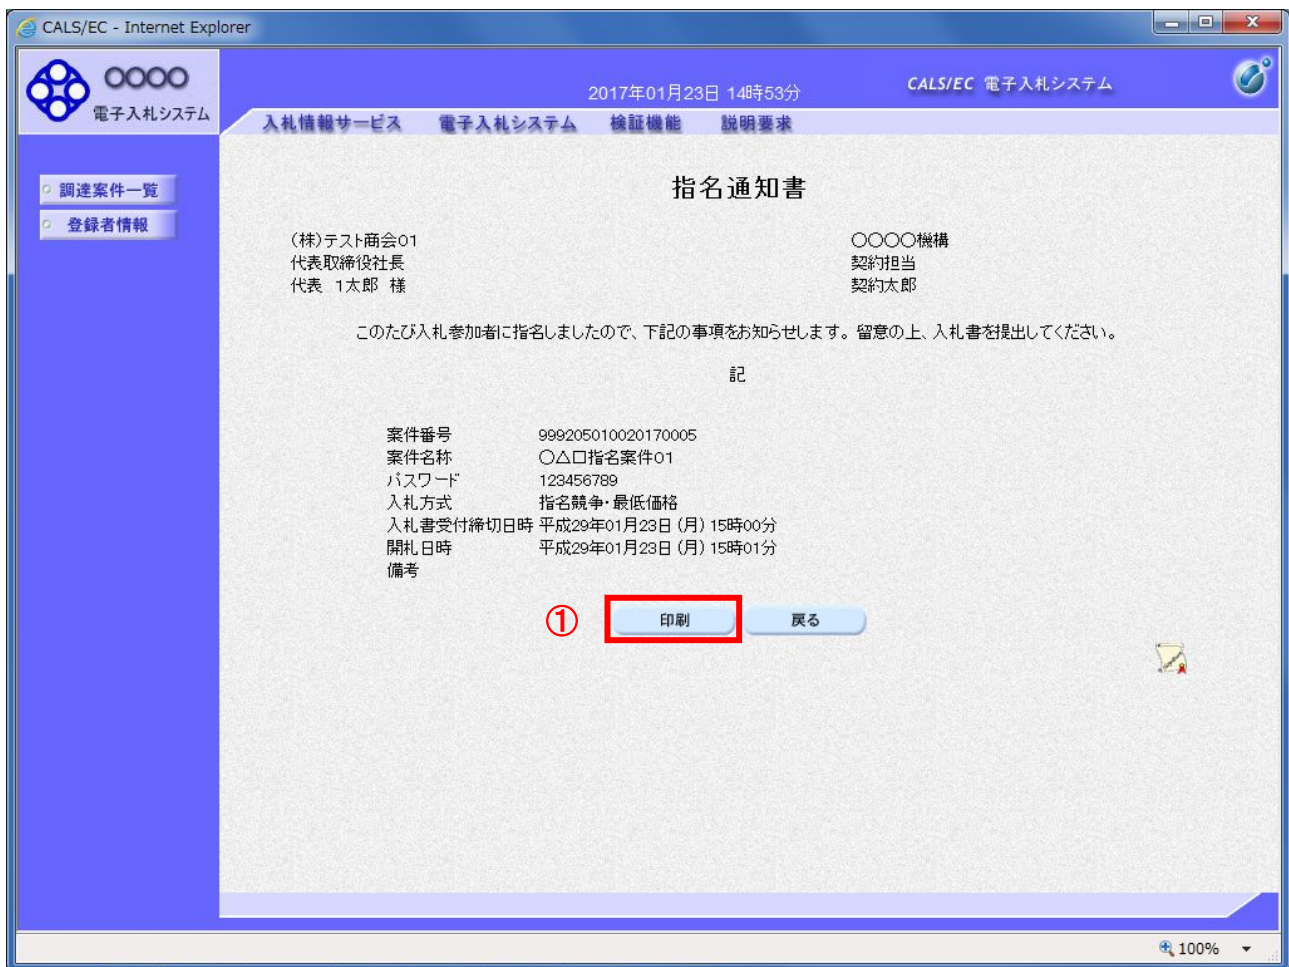 CALS/EC - Internet Explorer
○○○○
電子入札システム
2017年01月23日 14時53分
CALS/EC 電子入札システム
入札情報サービス 電子入札システム 検証機能 説明要求
調達案件一覧
登録者情報
指名通知書
(株)テスト商会01
代表取締役社長
代表 1太郎 様
○○○○機構
契約担当
契約太郎
このたび入札参加者に指名しましたので、下記の事項をお知らせします。留意の上、入札書を提出してください。
記
案件番号 999205010020170005
案件名称 ○△□指名案件01
パスワード 123456789
入札方式 指名競争・最低価格
入札書受付締切日時 平成29年01月23日(月) 15時00分
開札日時 平成29年01月23日(月) 15時01分
備考
① 印刷 戻る
100%